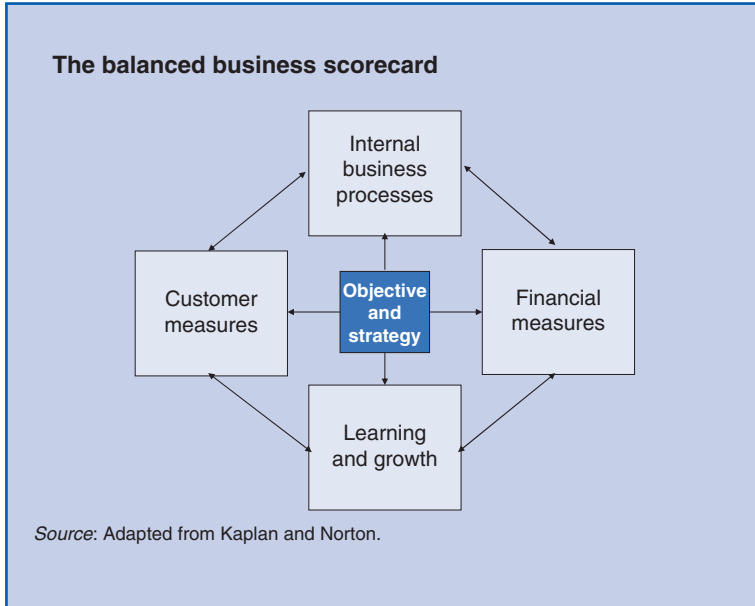 The balanced business scorecard
Internal
business
processes
Customer
measures
Objective
and
strategy
Financial
measures
Learning
and growth
Source: Adapted from Kaplan and Norton.